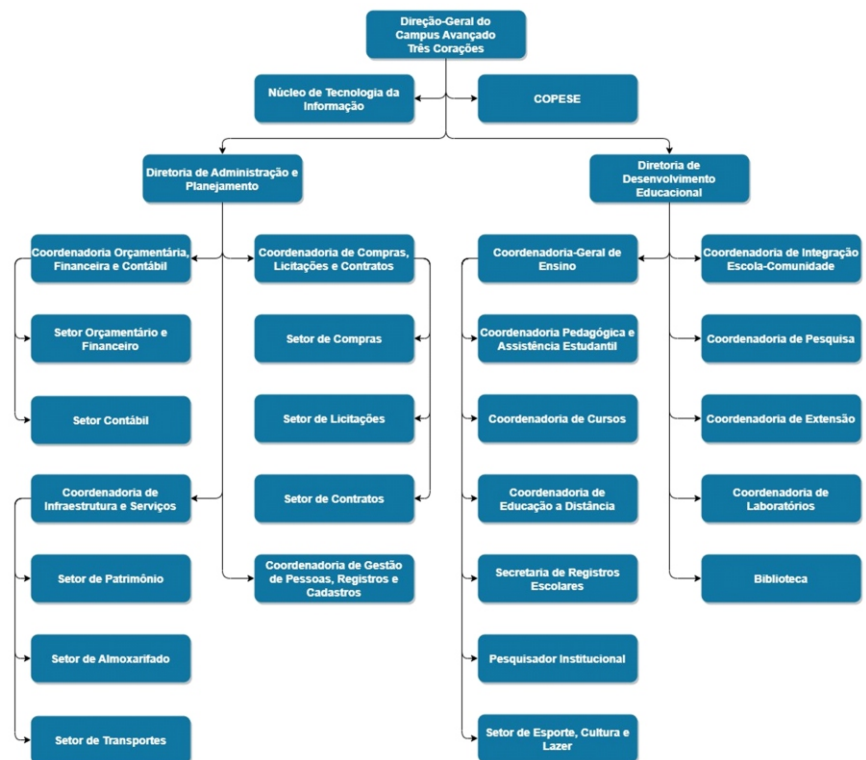 Direção-Geral do
Campus Avançado
Três Corações
Núcleo de Tecnologia da
Informação
COPESE
Diretoria de Administração e
Planejamento
Diretoria de
Desenvolvimento
Educacional
Coordenadoria Orçamentária,
Financeira e Contábil
Coordenadoria de Compras,
Licitações e Contratos
Coordenadoria-Geral de
Ensino
Coordenadoria de Integração
Escola-Comunidade
Setor Orçamentário e
Financeiro
Setor de Compras
Coordenadoria Pedagógica e
Assistência Estudantil
Coordenadoria de Pesquisa
Setor Contábil
Setor de Licitações
Coordenadoria de Cursos
Coordenadoria de Extensão
Coordenadoria de
Infraestrutura e Serviços
Setor de Contratos
Coordenadoria de
Educação a Distância
Coordenadoria de
Laboratórios
Setor de Patrimônio
Coordenadoria de Gestão
de Pessoas, Registros e
Cadastros
Secretaria de Registros
Escolares
Biblioteca
Setor de Almoxarifado
Pesquisador Institucional
Setor de Transportes
Setor de Esporte, Cultura e
Lazer